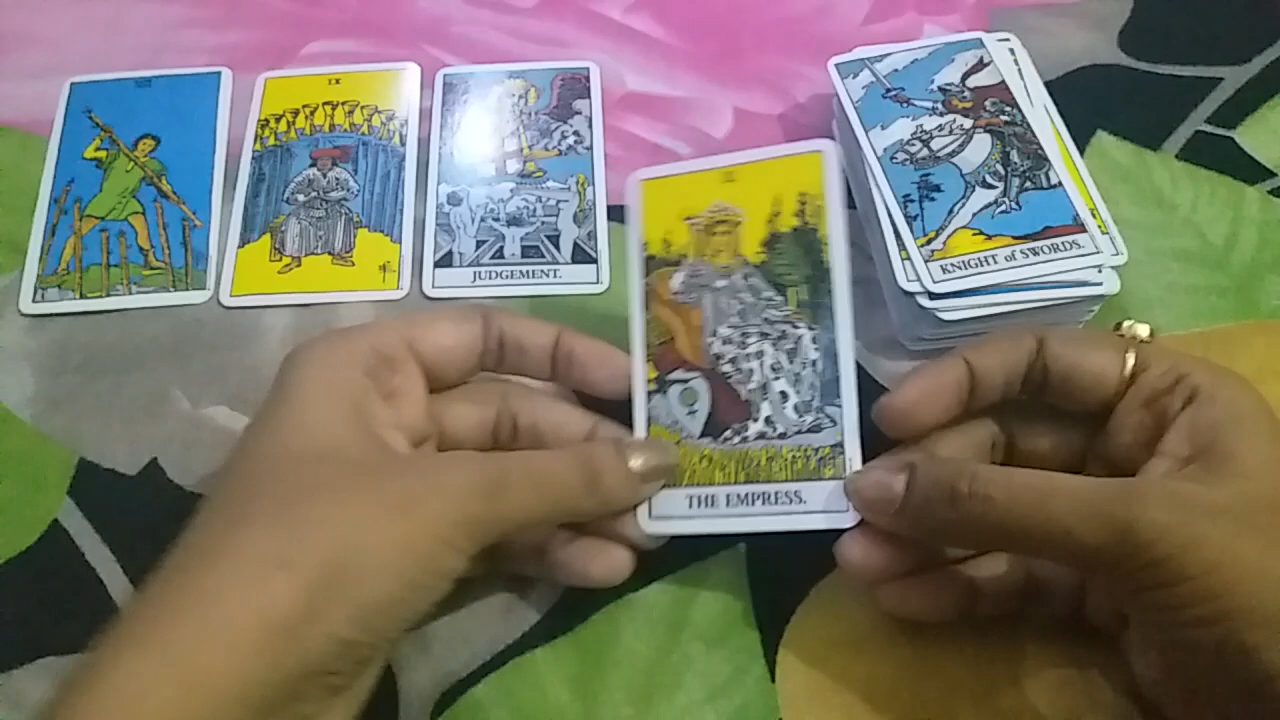 IX
JUDGEMENT.
THE EMPRESS.
KNIGHT of SWORDS.